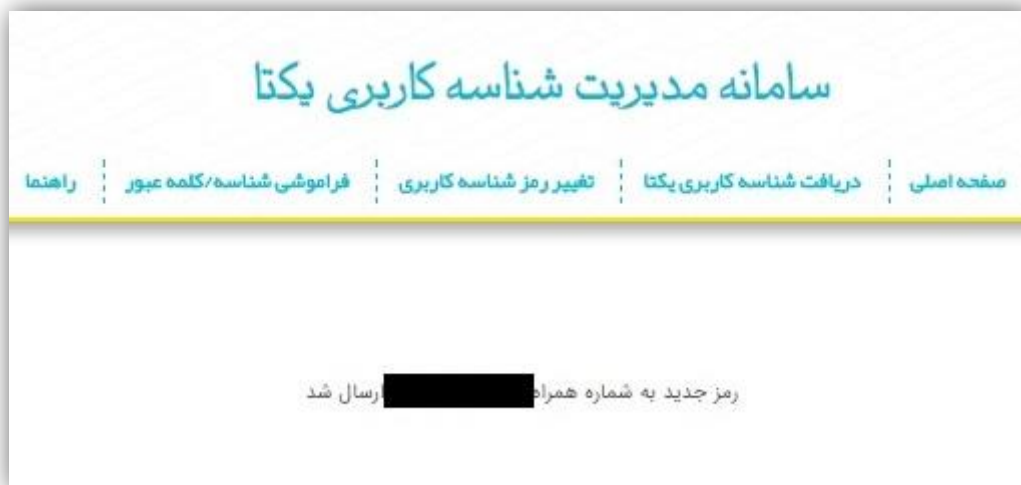 سامانه مدیریت شناسه کاربری یکتا
صفحه اصلی دریافت شناسه کاربری یکتا تغییر رمز شناسه کاربری فراموشی شناسه/کلمه عبور راهنما
رمز جدید به شماره همراه ارسال شد